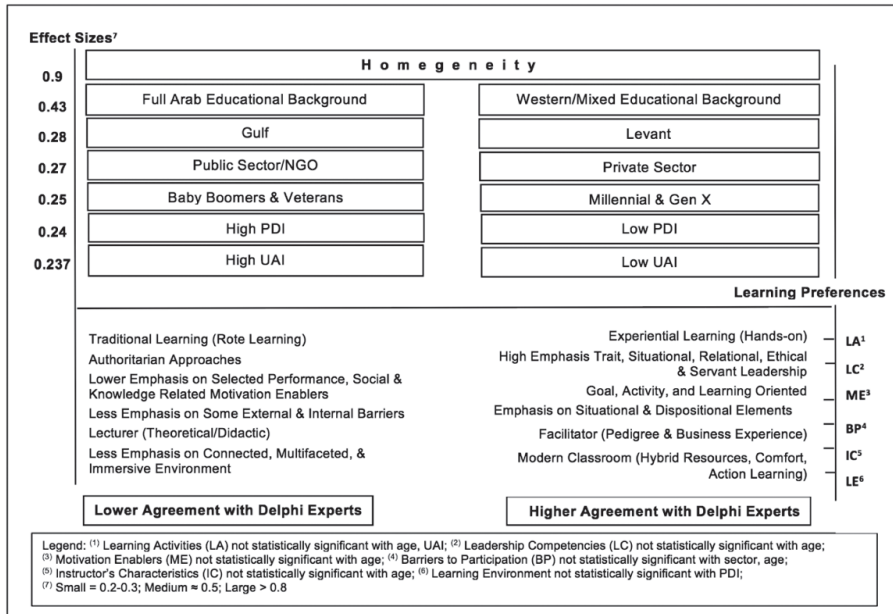 Effect Sizes⁷
H o m e g e n e i t y
0.9
0.43
Full Arab Educational Background
Western/Mixed Educational Background
0.28
Gulf
Levant
0.27
Public Sector/NGO
Private Sector
0.25
Baby Boomers & Veterans
Millennial & Gen X
0.24
High PDI
Low PDI
0.237
High UAI
Low UAI
Learning Preferences
Traditional Learning (Rote Learning)
Authoritarian Approaches
Lower Emphasis on Selected Performance, Social &
Knowledge Related Motivation Enablers
Less Emphasis on Some External & Internal Barriers
Lecturer (Theoretical/Didactic)
Less Emphasis on Connected, Multifaceted, &
Immersive Environment
Experiential Learning (Hands-on)
High Emphasis Trait, Situational, Relational, Ethical
& Servant Leadership
Goal, Activity, and Learning Oriented
Emphasis on Situational & Dispositional Elements
Facilitator (Pedigree & Business Experience)
Modern Classroom (Hybrid Resources, Comfort,
Action Learning)
LA¹
LC²
ME³
BP⁴
IC⁵
LE⁶
Lower Agreement with Delphi Experts
Higher Agreement with Delphi Experts
Legend: ⁽¹⁾ Learning Activities (LA) not statistically significant with age, UAI; ⁽²⁾ Leadership Competencies (LC) not statistically significant with age;
⁽³⁾ Motivation Enablers (ME) not statistically significant with age; ⁽⁴⁾ Barriers to Participation (BP) not statistically significant with sector, age;
⁽⁵⁾ Instructor's Characteristics (IC) not statistically significant with age; ⁽⁶⁾ Learning Environment not statistically significant with PDI;
⁽⁷⁾ Small = 0.2-0.3; Medium ≈ 0.5; Large > 0.8